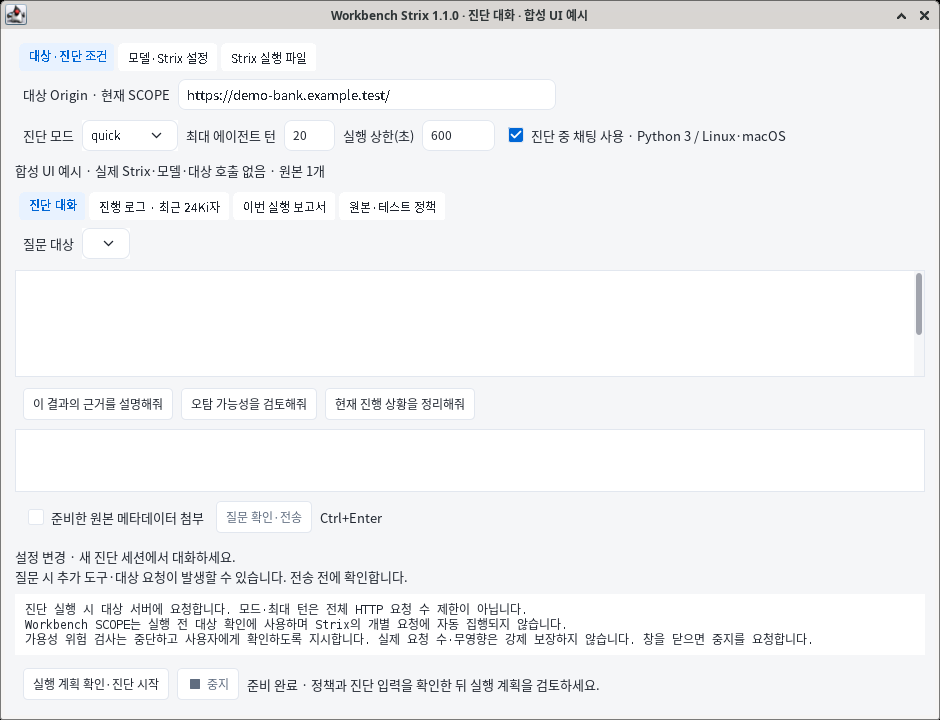 Workbench Strix 1.1.0 · 진단 대화 · 합성 UI 예시
대상 · 진단 조건 모델·Strix 설정 Strix 실행 파일
대상 Origin · 현재 SCOPE https://demo-bank.example.test/
진단 모드 quick 최대 에이전트 턴 20 실행 상한(초) 600 진단 중 채팅 사용 · Python 3 / Linux·macOS
합성 UI 예시 · 실제 Strix·모델·대상 호출 없음 · 원본 1개
진단 대화 진행 로그 · 최근 24Ki자 이번 실행 보고서 원본·테스트 정책
질문 대상
이 결과의 근거를 설명해줘 오탐 가능성을 검토해줘 현재 진행 상황을 정리해줘
준비한 원본 메타데이터 첨부 질문 확인·전송 Ctrl+Enter
설정 변경 · 새 진단 세션에서 대화하세요.
질문 시 추가 도구·대상 요청이 발생할 수 있습니다. 전송 전에 확인합니다.
진단 실행 시 대상 서버에 요청합니다. 모드·최대 턴은 전체 HTTP 요청 수 제한이 아닙니다.
Workbench SCOPE는 실행 전 대상 확인에 사용하며 Strix의 개별 요청에 자동 집행되지 않습니다.
가용성 위험 검사는 중단하고 사용자에게 확인하도록 지시합니다. 실제 요청 수·무영향은 강제 보장하지 않습니다. 창을 닫으면 중지를 요청합니다.
실행 계획 확인·진단 시작 중지 준비 완료 · 정책과 진단 입력을 확인한 뒤 실행 계획을 검토하세요.